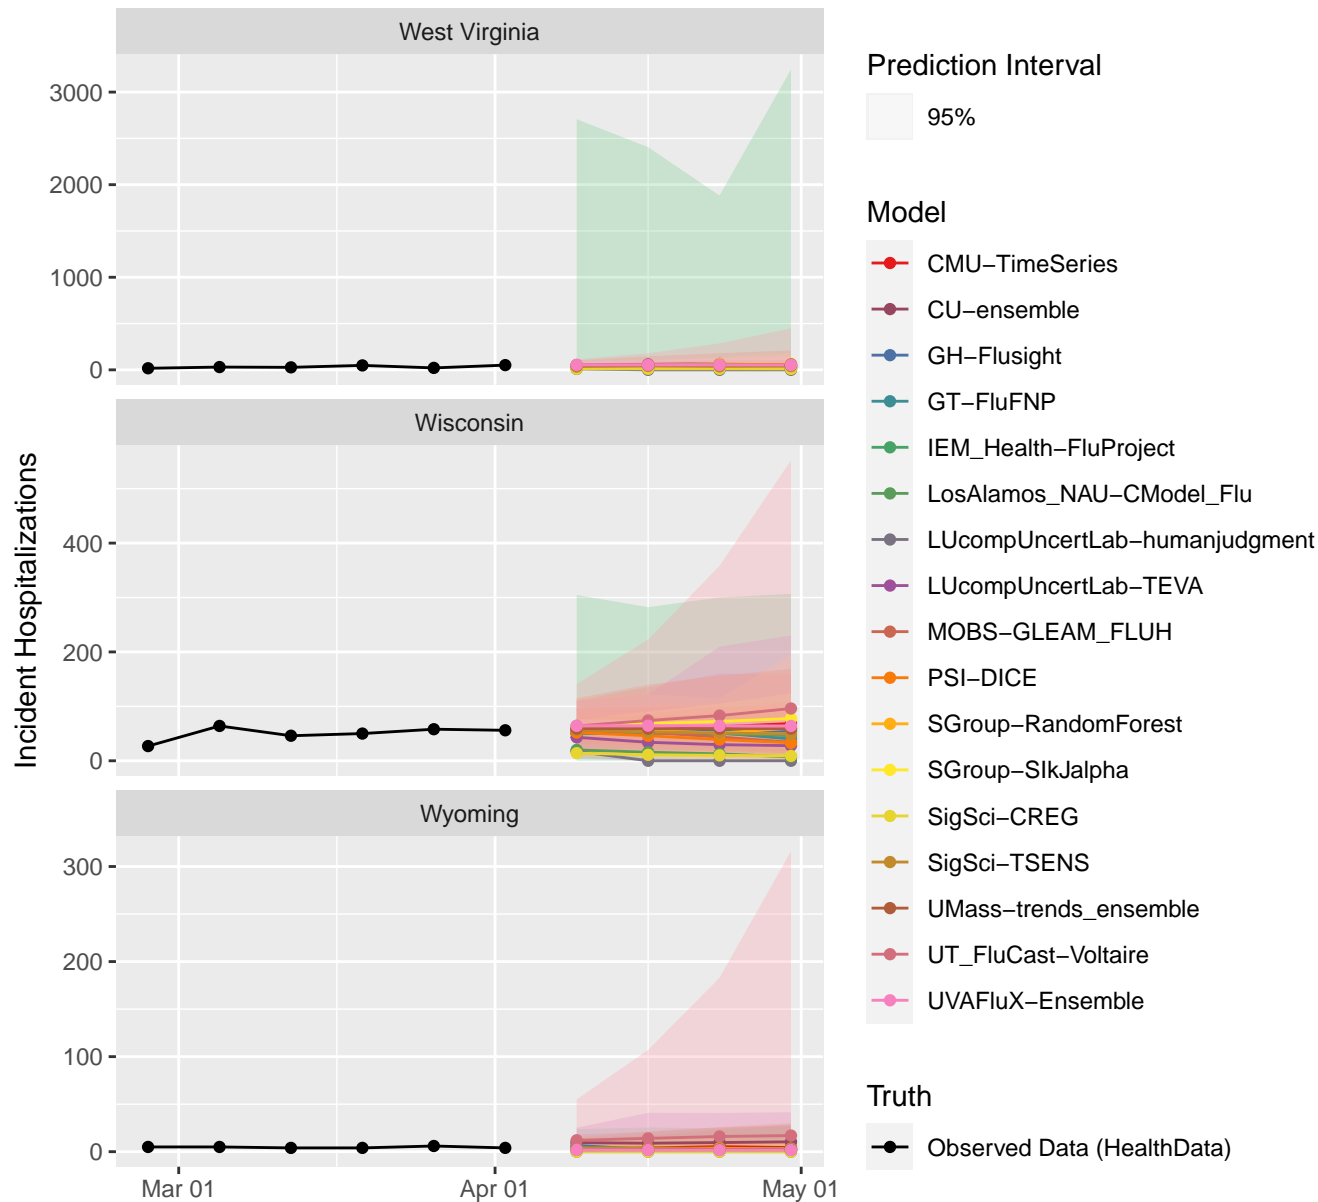 West Virginia
3000
2000
1000
0
Wisconsin
400
200
0
Wyoming
300
200
100
0
Mar 01
Apr 01
May 01
Incident Hospitalizations
Prediction Interval
95%
Model
CMU−TimeSeries
CU−ensemble
GH−Flusight
GT−FluFNP
IEM_Health−FluProject
LosAlamos_NAU−CModel_Flu
LUcompUncertLab−humanjudgment
LUcompUncertLab−TEVA
MOBS−GLEAM_FLUH
PSI−DICE
SGroup−RandomForest
SGroup−SIkJalpha
SigSci−CREG
SigSci−TSENS
UMass−trends_ensemble
UT_FluCast−Voltaire
UVAFluX−Ensemble
Truth
Observed Data (HealthData)